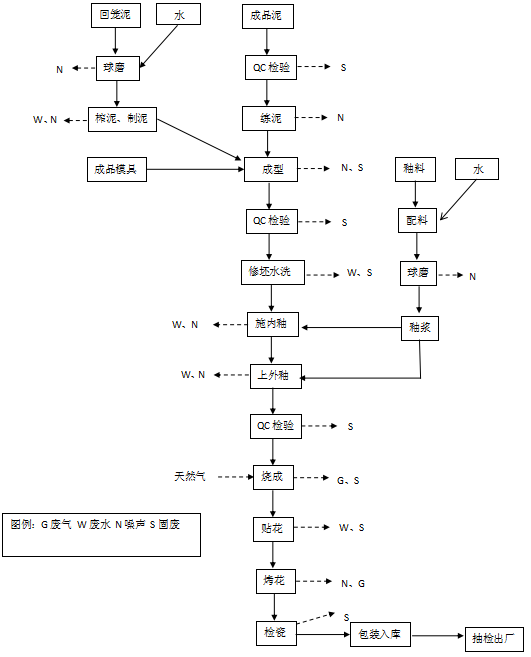 回笼泥
水
成品泥
N
球磨
QC 检验
S
W、N
榨泥、制泥
练泥
N
成品模具
成型
N、S
釉料
水
QC 检验
S
配料
修坯水洗
W、S
球磨
N
W、N
施内釉
釉浆
W、N
上外釉
QC 检验
S
天然气
烧成
G、S
图例：G 废气 W 废水 N 噪声 S 固废
贴花
W、S
烤花
N、G
S
检瓷
包装入库
抽检出厂